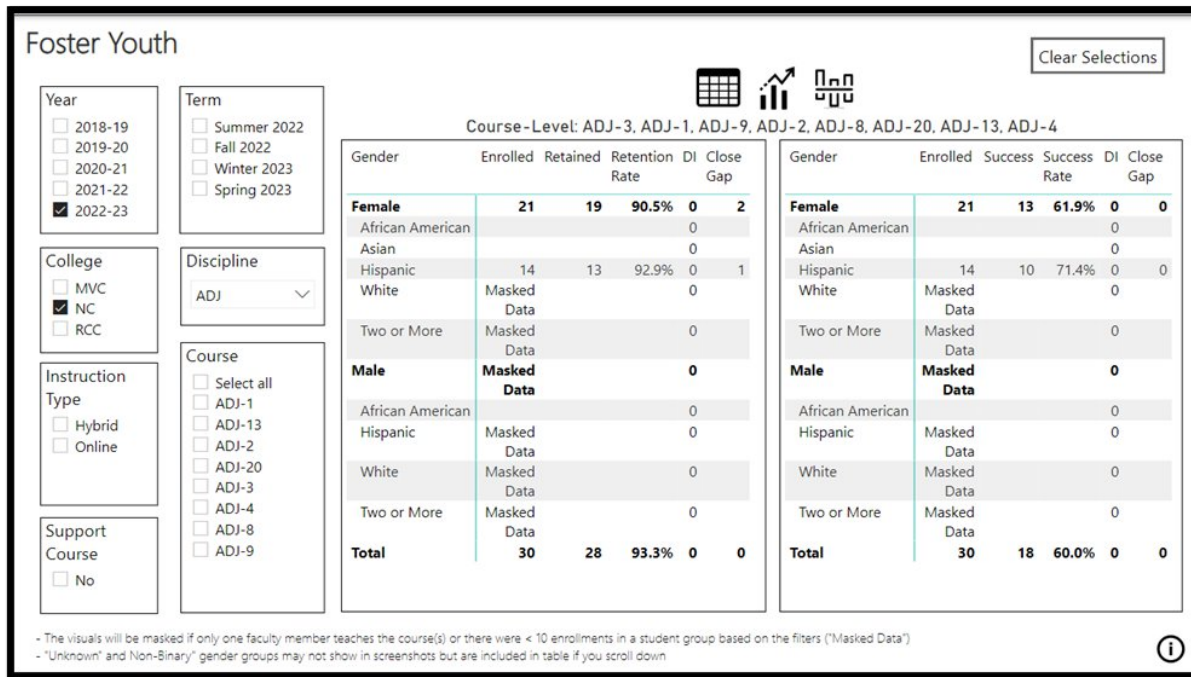 Foster Youth
Clear Selections
Year
2018-19
2019-20
2020-21
2021-22
2022-23
Term
Summer 2022
Fall 2022
Winter 2023
Spring 2023
College
MVC
NC
RCC
Discipline
ADJ
Instruction
Type
Hybrid
Online
Course
Select all
ADJ-1
ADJ-13
ADJ-2
ADJ-20
ADJ-3
ADJ-4
ADJ-8
ADJ-9
Support
Course
No
Course-Level: ADJ-3, ADJ-1, ADJ-9, ADJ-2, ADJ-8, ADJ-20, ADJ-13, ADJ-4
Gender Enrolled Retained Retention DI Close
Rate Gap
Female 21 19 90.5% 0 2
African American 0
Asian 0
Hispanic 14 13 92.9% 0 1
White Masked 0
Data
Two or More Masked 0
Data
Male Masked 0
Data
African American 0
Hispanic Masked 0
Data
White Masked 0
Data
Two or More Masked 0
Data
Total 30 28 93.3% 0 0
Gender Enrolled Success Success DI Close
Rate Gap
Female 21 13 61.9% 0 0
African American 0
Asian 0
Hispanic 14 10 71.4% 0 0
White Masked 0
Data
Two or More Masked 0
Data
Male Masked 0
Data
African American 0
Hispanic Masked 0
Data
White Masked 0
Data
Two or More Masked 0
Data
Total 30 18 60.0% 0 0
- The visuals will be masked if only one faculty member teaches the course(s) or there were < 10 enrollments in a student group based on the filters ("Masked Data")
- "Unknown" and Non-Binary" gender groups may not show in screenshots but are included in table if you scroll down
i